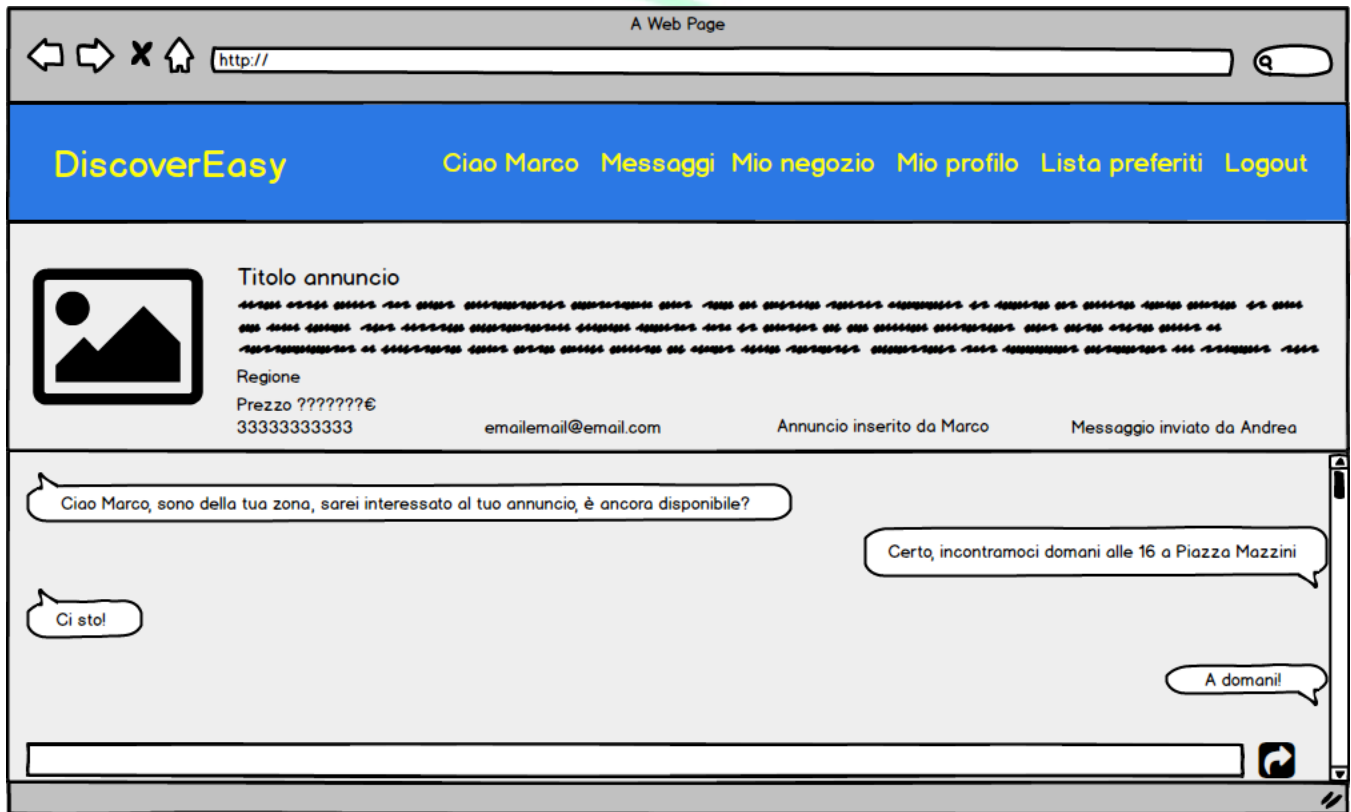 A Web Page
http://
DiscoverEasy
Ciao Marco Messaggi Mio negozio Mio profilo Lista preferiti Logout
Titolo annuncio
Regione
Prezzo ???????€
33333333333 emailemail@email.com Annuncio inserito da Marco Messaggio inviato da Andrea
Ciao Marco, sono della tua zona, sarei interessato al tuo annuncio, è ancora disponibile?
Certo, incontramoci domani alle 16 a Piazza Mazzini
Ci sto!
A domani!